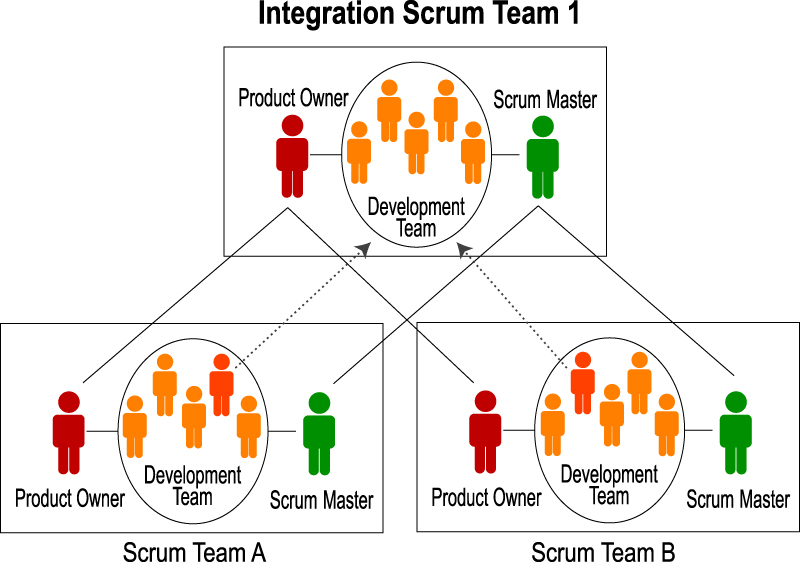 Integration Scrum Team 1
Product Owner
Scrum Master
Development
Team
Development
Team
Product Owner
Scrum Master
Scrum Team A
Development
Team
Product Owner
Scrum Master
Scrum Team B